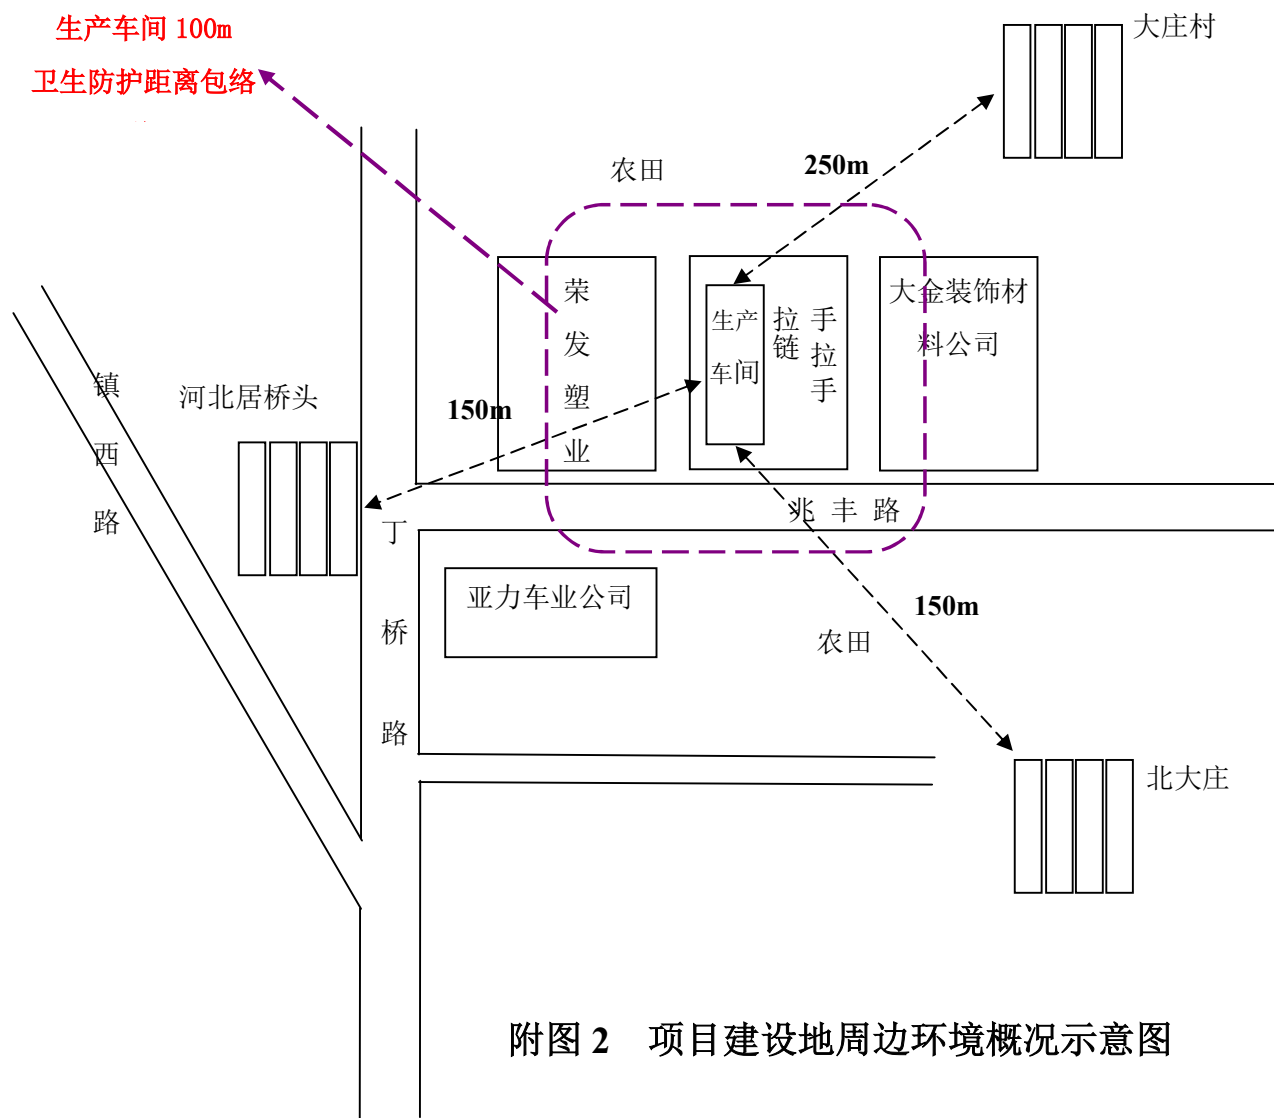 生产车间 100m
卫生防护距离包络
大庄村
农田
250m
荣发塑业
生产
车间
拉链
手拉手
大金装饰材
料公司
镇西路
河北居桥头
150m
兆丰路
丁桥路
亚力车业公司
150m
农田
北大庄
附图 2 项目建设地周边环境概况示意图